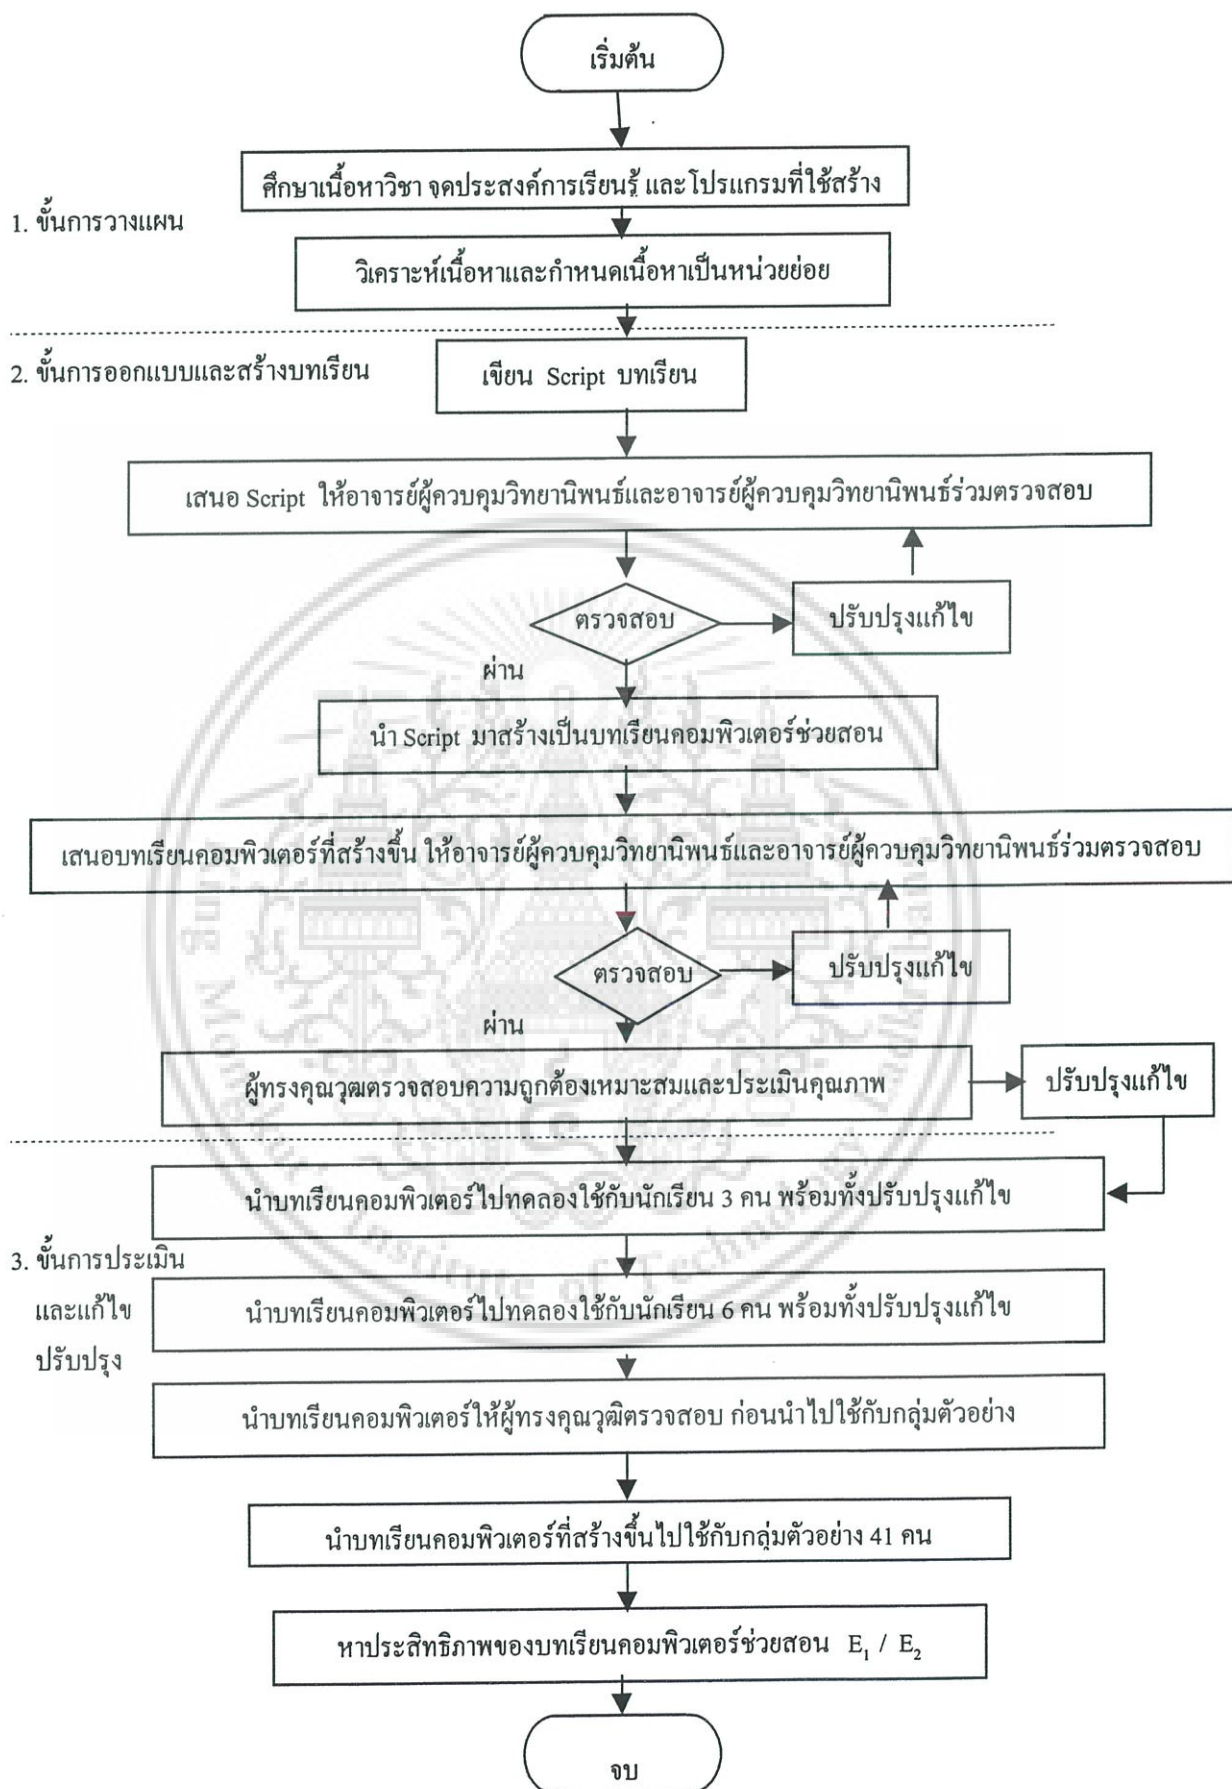 เริ่มต้น
ศึกษาเนื้อหาวิชา จุดประสงค์การเรียนรู้ และโปรแกรมที่ใช้สร้าง
1. ขั้นการวางแผน
วิเคราะห์เนื้อหาและกำหนดเนื้อหาเป็นหน่วยย่อย
2. ขั้นการออกแบบและสร้างบทเรียน
เขียน Script บทเรียน
เสนอ Script ให้อาจารย์ผู้ควบคุมวิทยานิพนธ์และอาจารย์ผู้ควบคุมวิทยานิพนธ์ร่วมตรวจสอบ
ตรวจสอบ
ปรับปรุงแก้ไข
ผ่าน
นำ Script มาสร้างเป็นบทเรียนคอมพิวเตอร์ช่วยสอน
เสนอบทเรียนคอมพิวเตอร์ที่สร้างขึ้น ให้อาจารย์ผู้ควบคุมวิทยานิพนธ์และอาจารย์ผู้ควบคุมวิทยานิพนธ์ร่วมตรวจสอบ
ตรวจสอบ
ปรับปรุงแก้ไข
ผ่าน
ผู้ทรงคุณวุฒตรวจสอบความถูกต้องเหมาะสมและประเมินคุณภาพ
ปรับปรุงแก้ไข
นำบทเรียนคอมพิวเตอร์ไปทดลองใช้กับนักเรียน 3 คน พร้อมทั้งปรับปรุงแก้ไข
3. ขั้นการประเมิน
และแก้ไข
ปรับปรุง
นำบทเรียนคอมพิวเตอร์ไปทดลองใช้กับนักเรียน 6 คน พร้อมทั้งปรับปรุงแก้ไข
นำบทเรียนคอมพิวเตอร์ให้ผู้ทรงคุณวุฒิตรวจสอบ ก่อนนำไปใช้กับกลุ่มตัวอย่าง
นำบทเรียนคอมพิวเตอร์ที่สร้างขึ้นไปใช้กับกลุ่มตัวอย่าง 41 คน
หาประสิทธิภาพของบทเรียนคอมพิวเตอร์ช่วยสอน E₁ / E₂
จบ
Institute of Technology